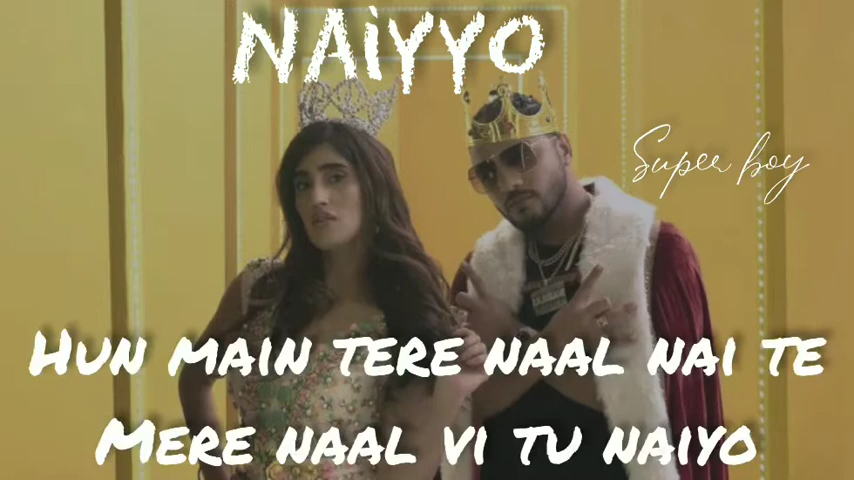 NAiYYO
Super boy
HUN MAIN TERE NAAL NAI TE
MERE NAAL VI TU NAIYO